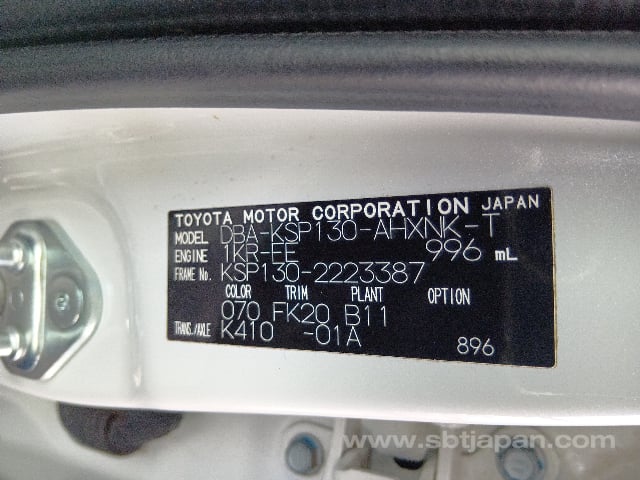 TOYOTA MOTOR CORPORATION JAPAN
MODEL DBA-KSP130-AHXNK-T
ENGINE 1KR-FE 996 mL
FRAME No. KSP130-2223387
COLOR TRIM PLANT OPTION
070 FK20 B11
TRANS./AXLE K410 -01A
896
www.sbtjapan.com